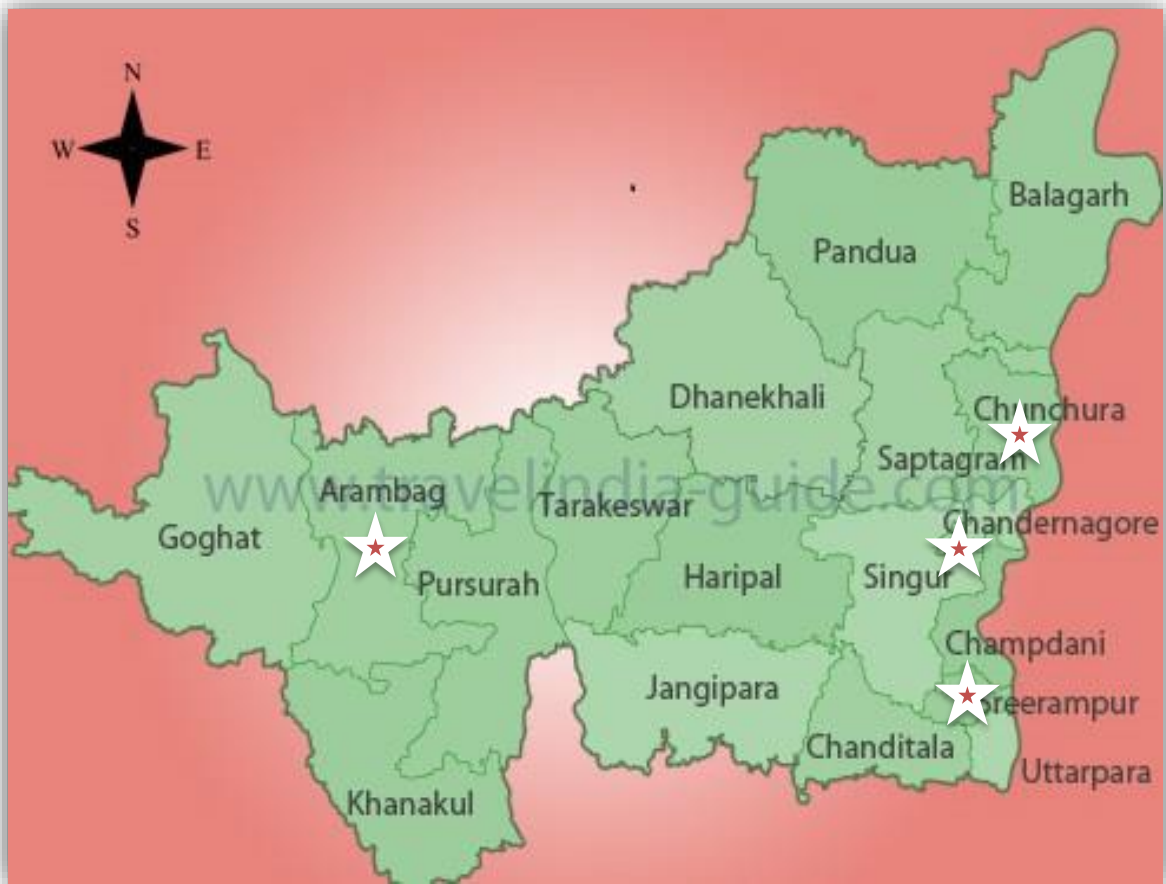 N
W E
S
Balagarh
Pandua
Dhanekhali
Chunchura
Saptagram
www.travelindia-guide.com
Arambag
Tarakeswar
Chandernagore
Goghat
Pursurah
Haripal
Singur
Champdani
Jangipara
Sreerampur
Chanditala
Uttarpara
Khanakul